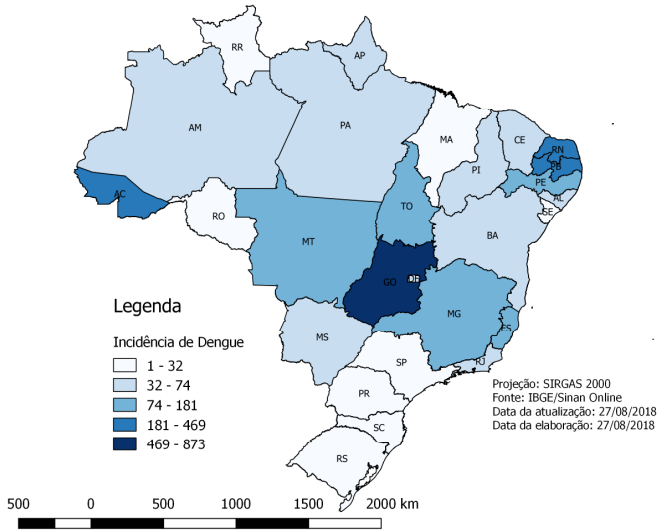 RR
AP
AM
PA
MA
CE
RN
PB
PI
PE
AC
AL
TO
SE
RO
BA
MT
GO
DF
MG
ES
MS
SP
RJ
PR
SC
RS
Legenda
Incidência de Dengue
1 - 32
32 - 74
74 - 181
181 - 469
469 - 873
Projeção: SIRGAS 2000
Fonte: IBGE/Sinan Online
Data da atualização: 27/08/2018
Data da elaboração: 27/08/2018
500 0 500 1000 1500 2000 km